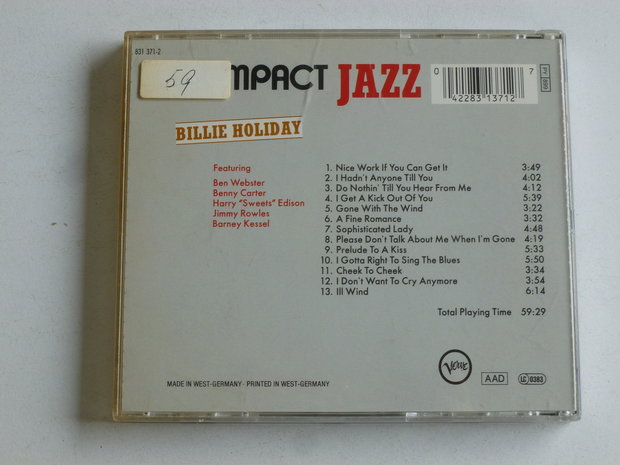 831 371-2
59
MPACT JAZZ
0 42283 13712 7
PY 899
BILLIE HOLIDAY
Featuring
Ben Webster
Benny Carter
Harry "Sweets" Edison
Jimmy Rowles
Barney Kessel
1. Nice Work If You Can Get It 3:49
2. I Hadn't Anyone Till You 4:02
3. Do Nothin' Till You Hear From Me 4:12
4. I Get A Kick Out Of You 5:39
5. Gone With The Wind 3:22
6. A Fine Romance 3:32
7. Sophisticated Lady 4:48
8. Please Don't Talk About Me When I'm Gone 4:19
9. Prelude To A Kiss 5:33
10. I Gotta Right To Sing The Blues 5:50
11. Cheek To Cheek 3:34
12. I Don't Want To Cry Anymore 3:54
13. Ill Wind 6:14
Total Playing Time 59:29
MADE IN WEST-GERMANY · PRINTED IN WEST-GERMANY
Verve
AAD
LC 0383